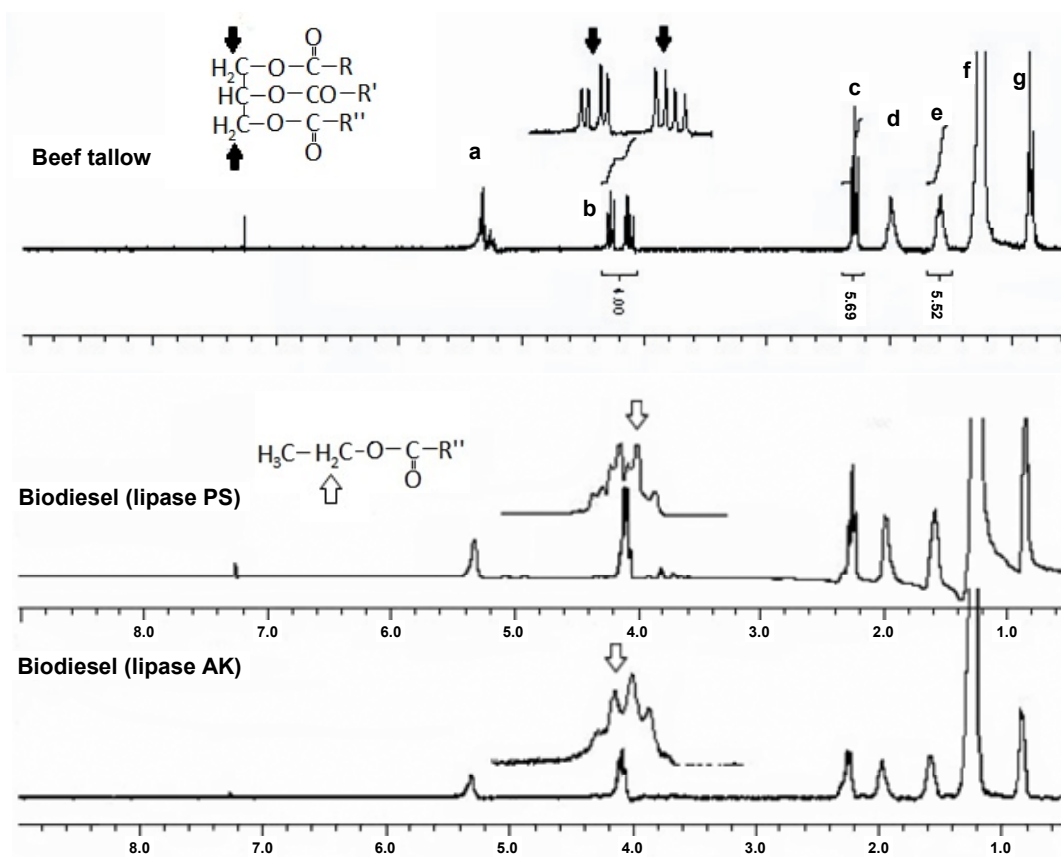 O
H₂C–O–C–R
HC–O–CO–R'
H₂C–O–C–R''
O
Beef tallow
a
b
c
d
e
f
g
4.00
5.69
5.52
H₃C–H₂C–O–C–R''
O
Biodiesel (lipase PS)
8.0 7.0 6.0 5.0 4.0 3.0 2.0 1.0
Biodiesel (lipase AK)
8.0 7.0 6.0 5.0 4.0 3.0 2.0 1.0